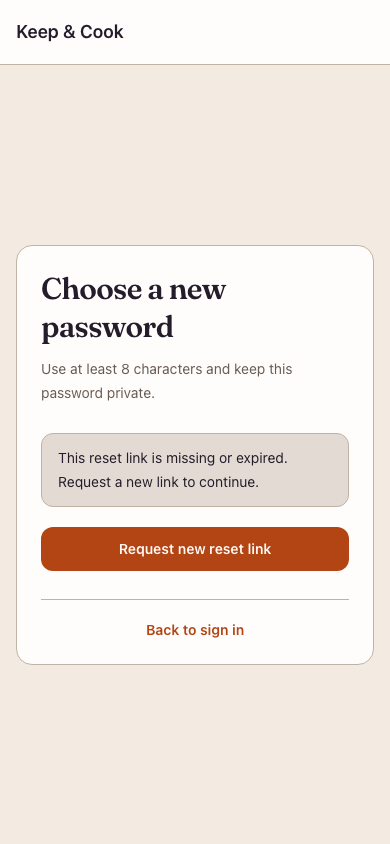 Keep & Cook
Choose a new
password
Use at least 8 characters and keep this
password private.
This reset link is missing or expired.
Request a new link to continue.
Request new reset link
Back to sign in